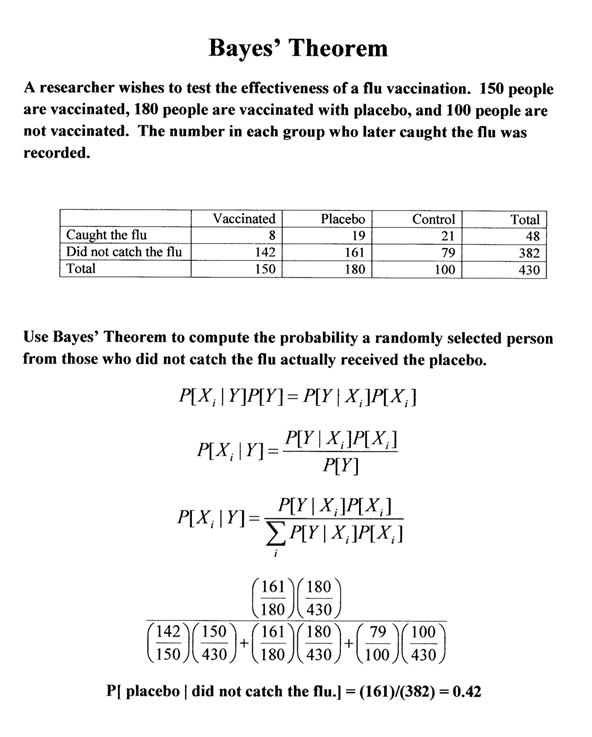 Bayes’ Theorem
A researcher wishes to test the effectiveness of a flu vaccination. 150 people
are vaccinated, 180 people are vaccinated with placebo, and 100 people are
not vaccinated. The number in each group who later caught the flu was
recorded.
Vaccinated Placebo Control Total
Caught the flu 8 19 21 48
Did not catch the flu 142 161 79 382
Total 150 180 100 430
Use Bayes’ Theorem to compute the probability a randomly selected person
from those who did not catch the flu actually received the placebo.
P[X_i | Y]P[Y] = P[Y | X_i]P[X_i]
P[X_i | Y] = P[Y | X_i]P[X_i] / P[Y]
P[X_i | Y] = P[Y | X_i]P[X_i] / ∑_i P[Y | X_i]P[X_i]
(161/180)(180/430)
(142/150)(150/430) + (161/180)(180/430) + (79/100)(100/430)
P[ placebo | did not catch the flu.] = (161)/(382) = 0.42